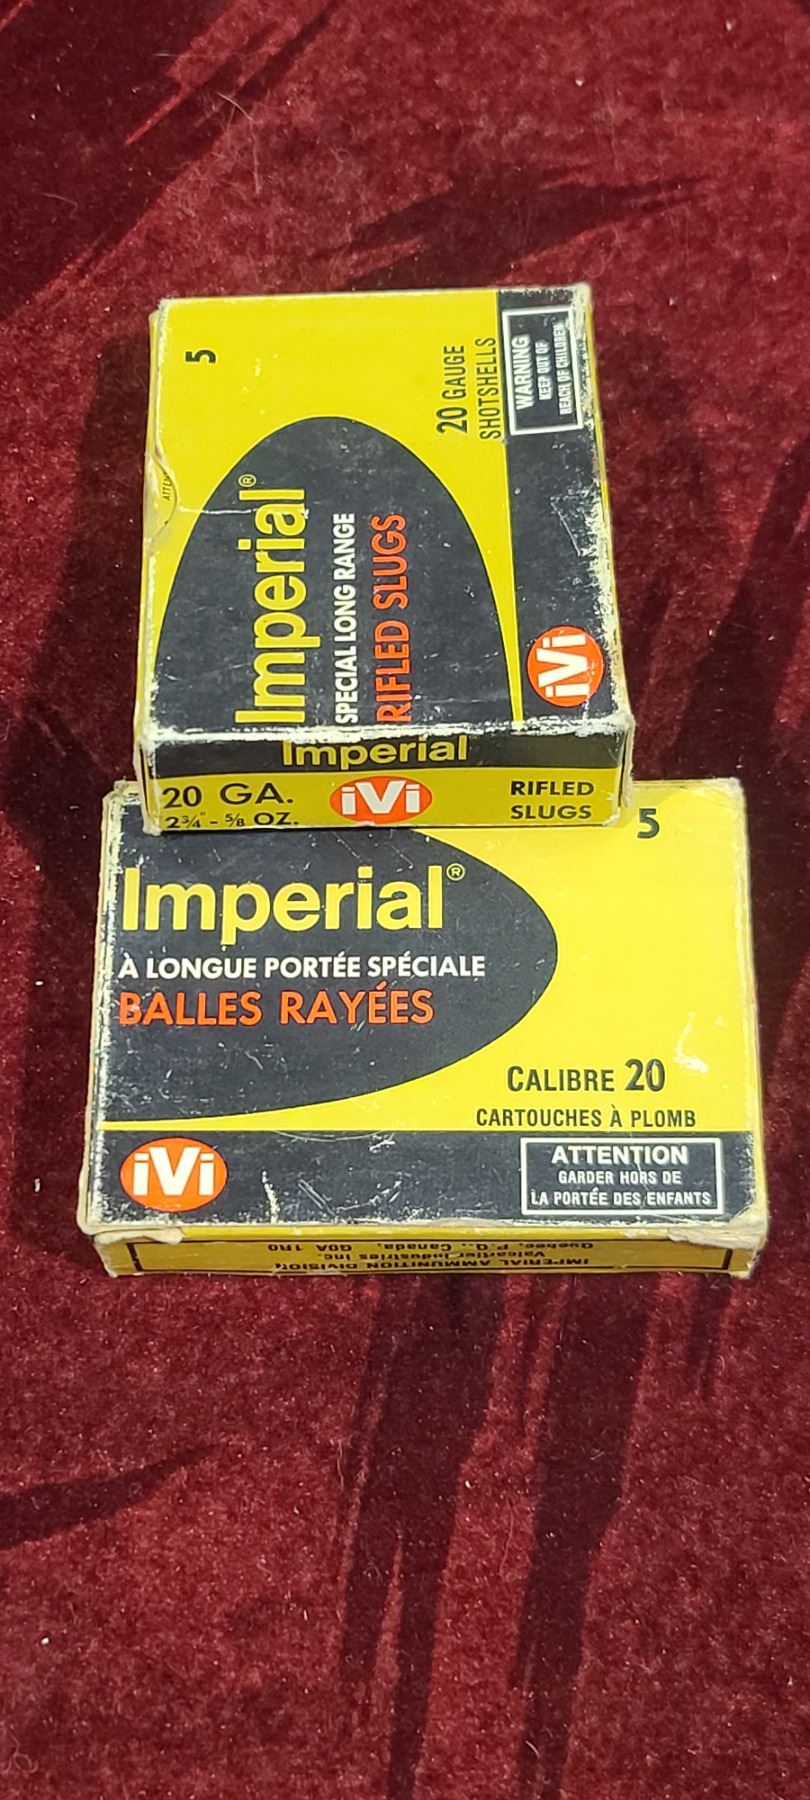 5
20 GAUGE
SHOTSHELLS
WARNING
KEEP OUT OF
REACH OF CHILDREN
Imperial®
SPECIAL LONG RANGE
RIFLED SLUGS
iVi
Imperial
20 GA.
2¾" - ⅝ OZ.
iVi
RIFLED
SLUGS
5
Imperial®
À LONGUE PORTÉE SPÉCIALE
BALLES RAYÉES
CALIBRE 20
CARTOUCHES À PLOMB
iVi
ATTENTION
GARDER HORS DE
LA PORTÉE DES ENFANTS
IMPERIAL AMMUNITION DIVISION
Valcartier Industries Inc.
Quebec, P.Q., Canada, G0A 1R0